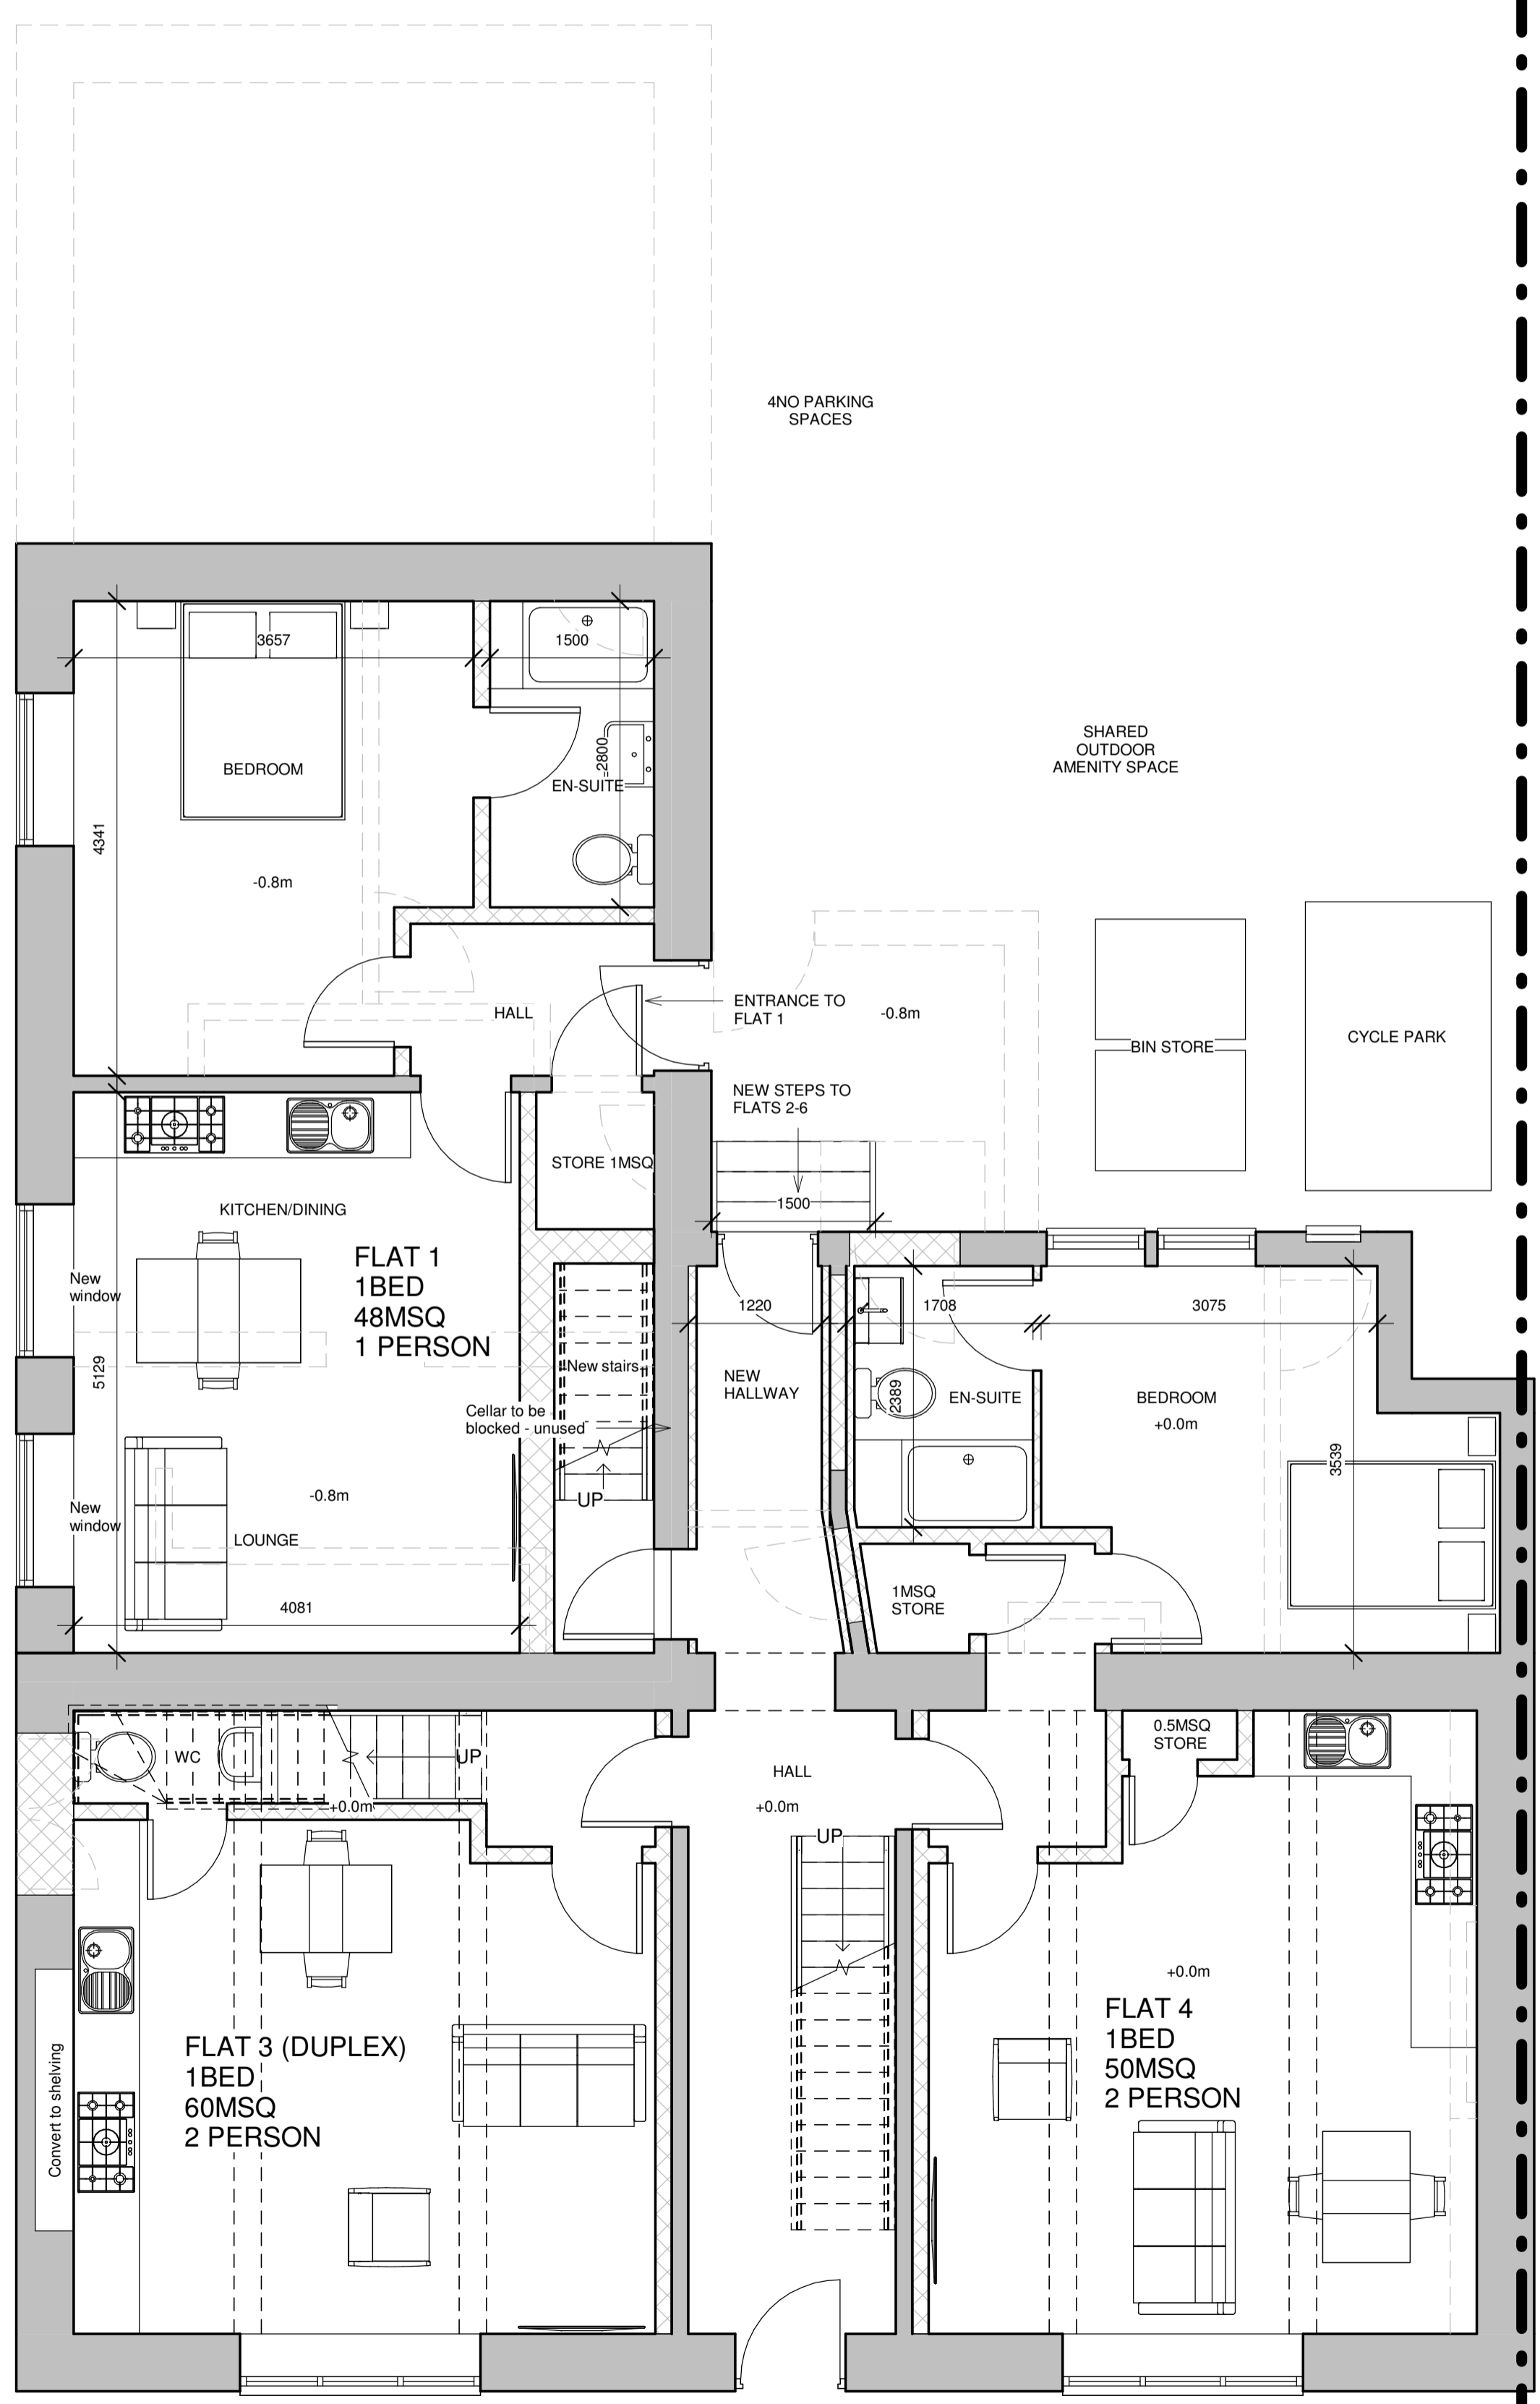 4NO PARKING
SPACES
SHARED
OUTDOOR
AMENITY SPACE
3657
1500
BEDROOM
2800
EN-SUITE
4341
-0.8m
HALL
ENTRANCE TO
FLAT 1
-0.8m
BIN STORE
CYCLE PARK
NEW STEPS TO
FLATS 2-6
STORE 1MSQ
1500
KITCHEN/DINING
FLAT 1
1BED
48MSQ
1 PERSON
New
window
5129
New stairs
1220
1708
3075
NEW
HALLWAY
2389
EN-SUITE
BEDROOM
+0.0m
3539
Cellar to be
blocked - unused
UP
-0.8m
New
window
LOUNGE
4081
1MSQ
STORE
WC
UP
+0.0m
HALL
+0.0m
UP
0.5MSQ
STORE
+0.0m
FLAT 3 (DUPLEX)
1BED
60MSQ
2 PERSON
FLAT 4
1BED
50MSQ
2 PERSON
Convert to shelving